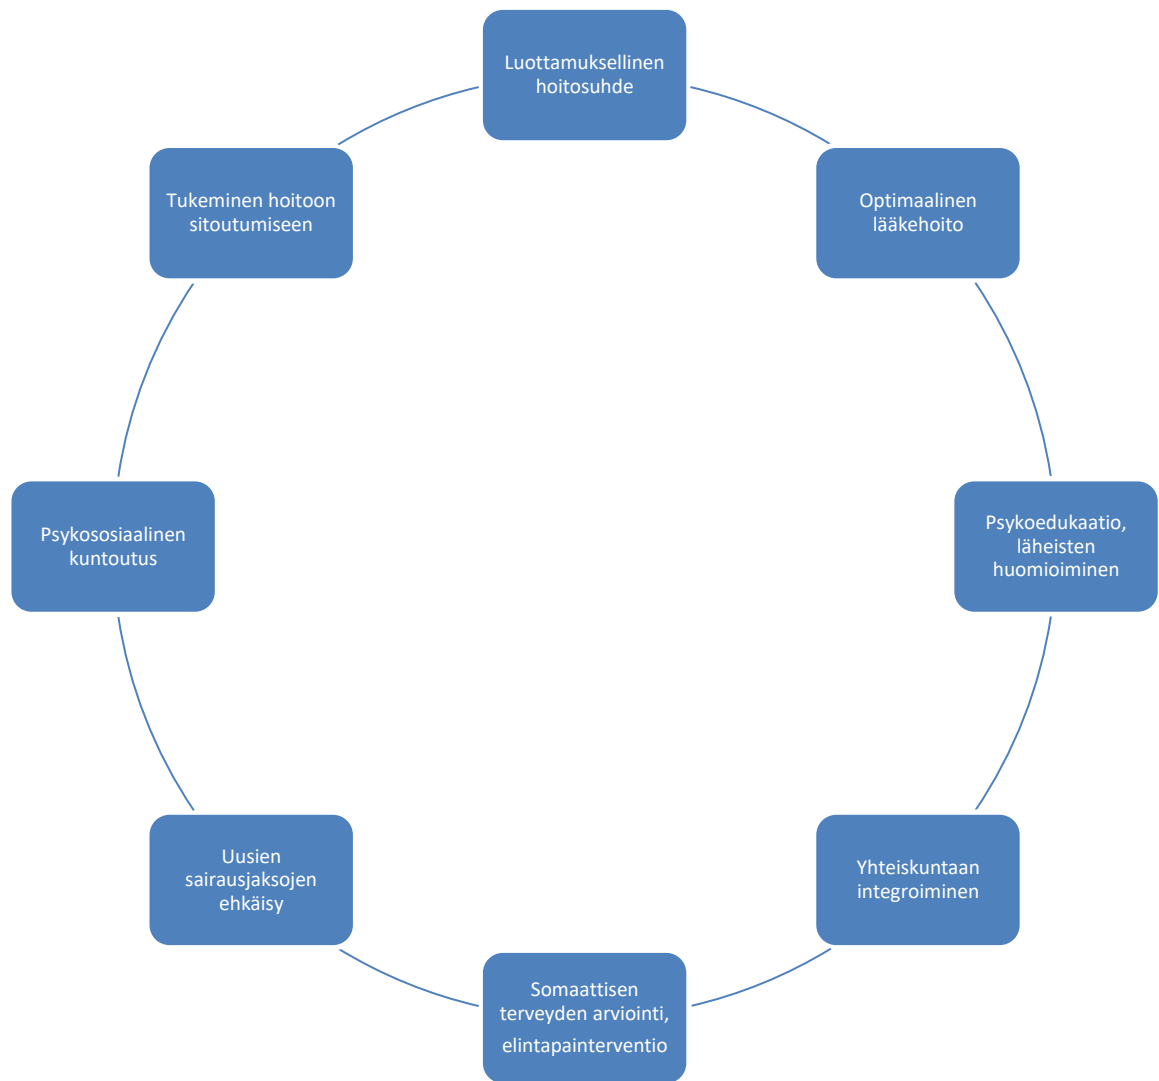 Luottamuksellinen
hoitosuhde
Optimaalinen
lääkehoito
Psykoedukaatio,
läheisten
huomioiminen
Yhteiskuntaan
integroiminen
Somaattisen
terveyden arviointi,
elintapainterventio
Uusien
sairausjaksojen
ehkäisy
Psykososiaalinen
kuntoutus
Tukeminen hoitoon
sitoutumiseen